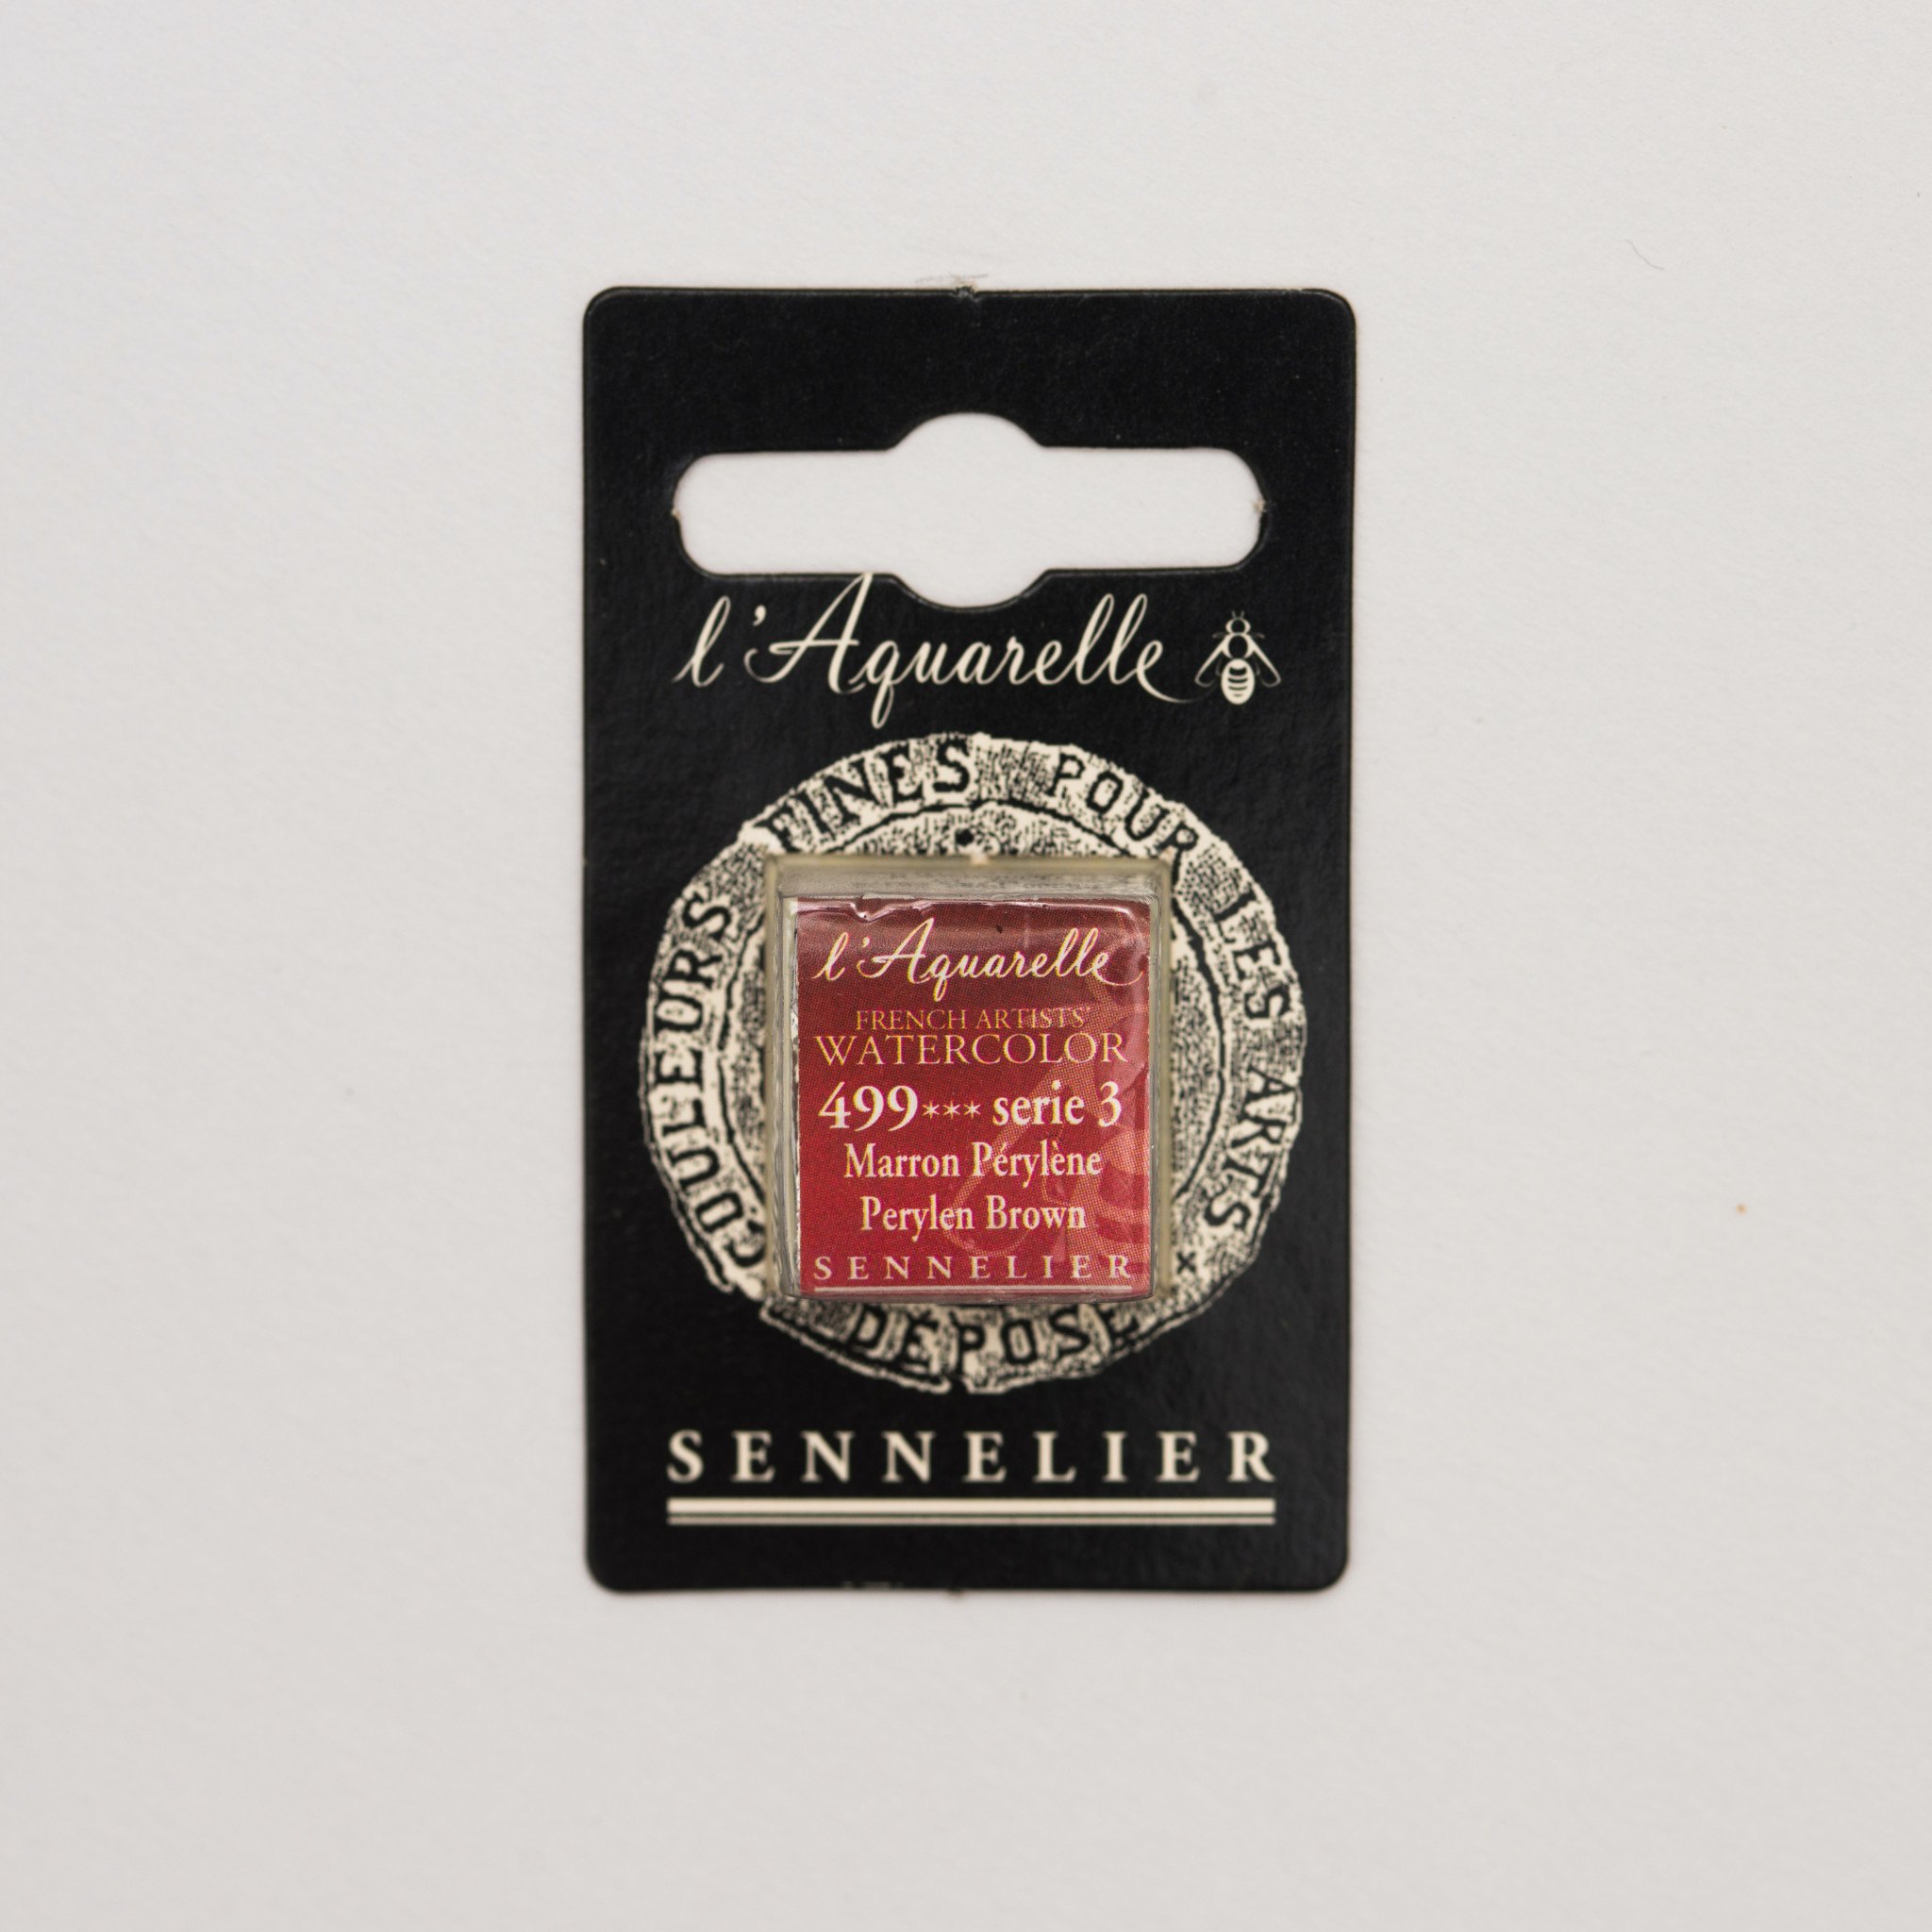 l'Aquarelle
COULEURS FINES POUR LES ARTS
l'Aquarelle
FRENCH ARTISTS'
WATERCOLOR
499*** serie 3
Marron Pérylène
Perylen Brown
SENNELIER
DÉPOSÉ
SENNELIER